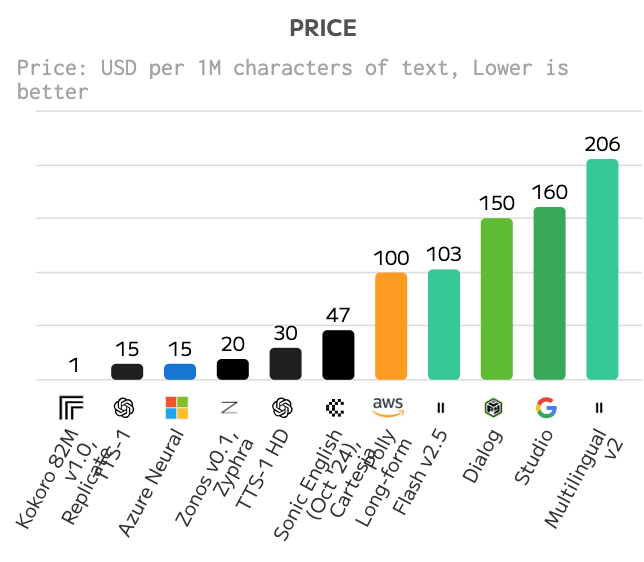 PRICE
Price: USD per 1M characters of text, Lower is
better
1
15
15
20
30
47
100
103
150
160
206
aws
Kokoro 82M
v1.0,
Replicate
TTS-1
Azure Neural
Zonos v0.1,
Zyphra
TTS-1 HD
Sonic English
(Oct '24),
Cartesia
Polly
Long-form
Flash v2.5
Dialog
Studio
Multilingual
v2